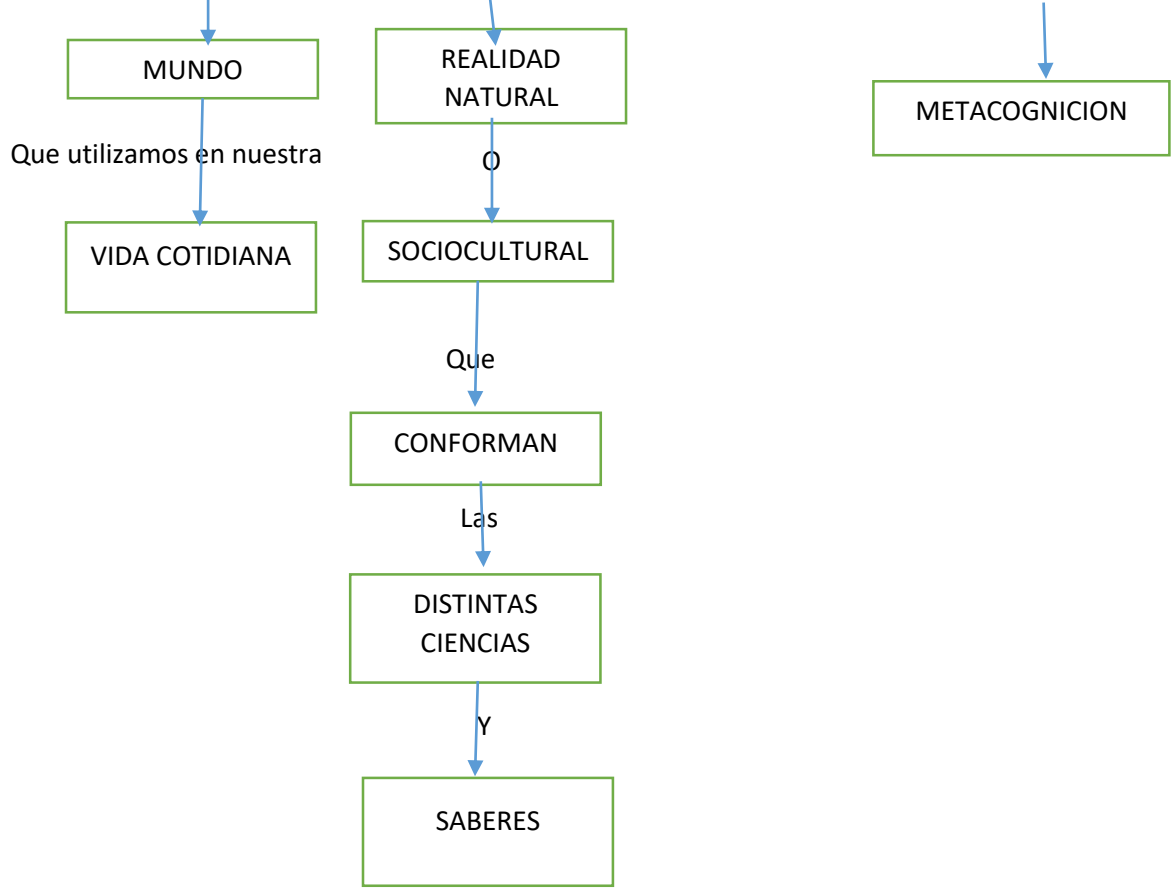 MUNDO
Que utilizamos en nuestra
VIDA COTIDIANA
REALIDAD
NATURAL
O
SOCIOCULTURAL
Que
CONFORMAN
Las
DISTINTAS
CIENCIAS
Y
SABERES
METACOGNICION